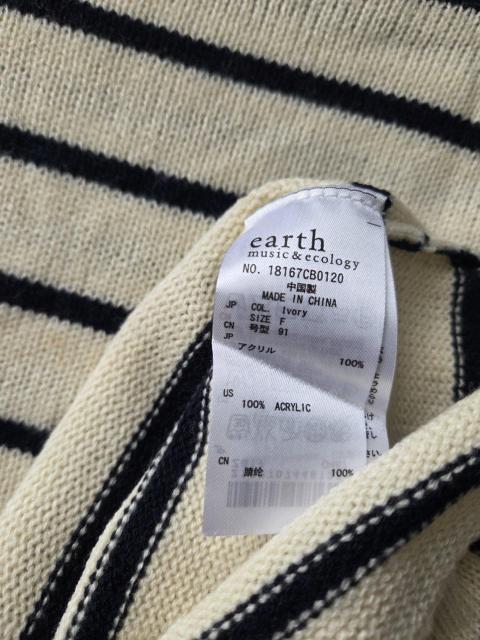 earth
music & ecology
NO. 18167CB0120
中国製
MADE IN CHINA
JP COL. Ivory
SIZE F
CN 号型 91
JP
アクリル 100%
US
100% ACRYLIC
CN
腈纶 100%